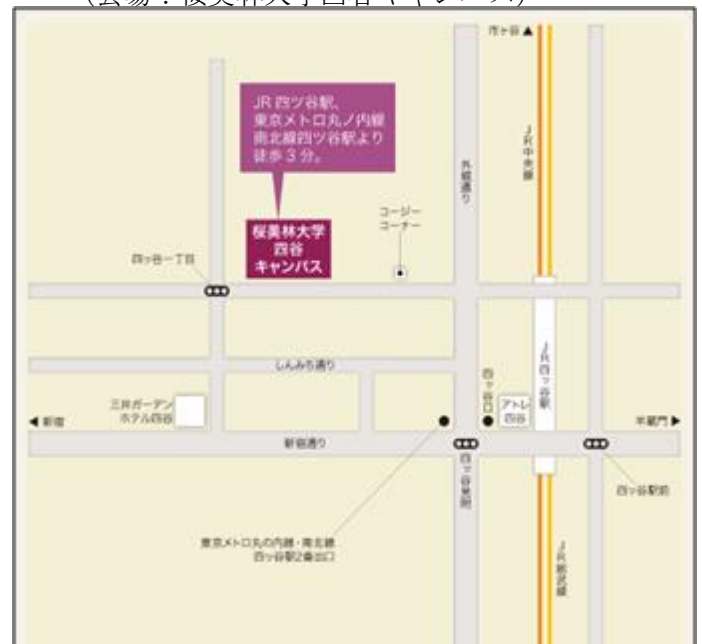 （会場：桜美林大学四谷キャンパス）
市ヶ谷▲
JR四ツ谷駅、
東京メトロ丸ノ内線
南北線四ツ谷駅より
徒歩3分。
外堀通り
JR中央線
コージー
コーナー
桜美林大学
四谷
キャンパス
四ッ谷一丁目
しんみち通り
JR四ッ谷駅
四ッ谷口
アトレ
四谷
三井ガーデン
ホテル四谷
◀新宿
半蔵門▶
新宿通り
四ッ谷見附
四ッ谷駅前
東京メトロ丸の内線・南北線
四ッ谷駅2番出口
JR総武線